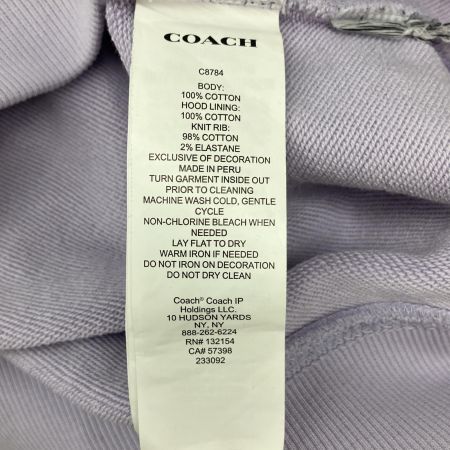 COACH
C8784
BODY:
100% COTTON
HOOD LINING:
100% COTTON
KNIT RIB:
98% COTTON
2% ELASTANE
EXCLUSIVE OF DECORATION
MADE IN PERU
TURN GARMENT INSIDE OUT
PRIOR TO CLEANING
MACHINE WASH COLD, GENTLE
CYCLE
NON-CHLORINE BLEACH WHEN
NEEDED
LAY FLAT TO DRY
WARM IRON IF NEEDED
DO NOT IRON ON DECORATION
DO NOT DRY CLEAN
Coach® Coach IP
Holdings LLC.
10 HUDSON YARDS
NY, NY
888-262-6224
RN# 132154
CA# 57398
233092